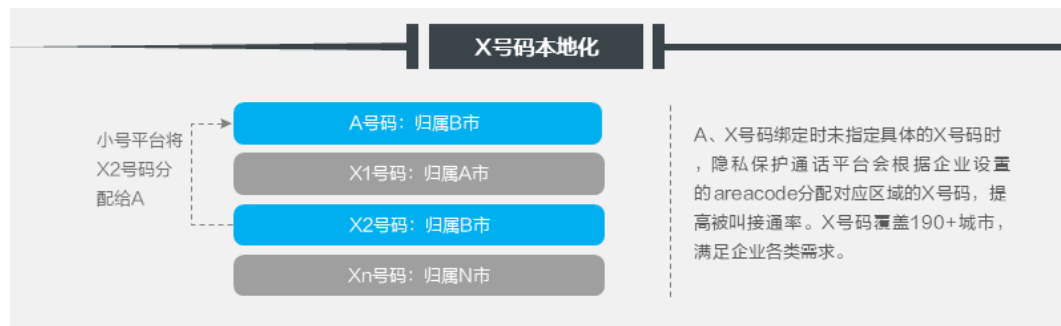 X号码本地化
小号平台将
X2号码分
配给A
A号码：归属B市
X1号码：归属A市
X2号码：归属B市
Xn号码：归属N市
A、X号码绑定时未指定具体的X号码时
，隐私保护通话平台会根据企业设置
的areacode分配对应区域的X号码，提
高被叫接通率。X号码覆盖190+城市，
满足企业各类需求。